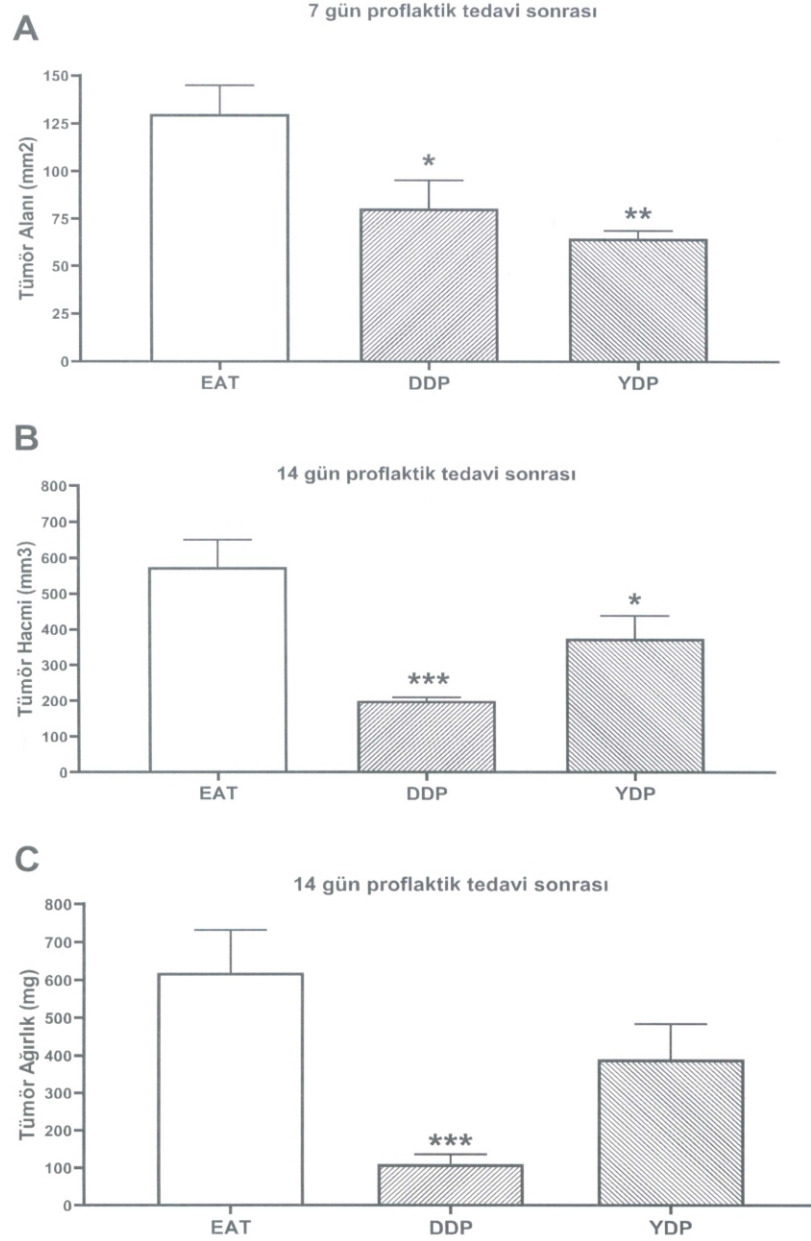 A
7 gün proflaktik tedavi sonrası
Tümör Alanı (mm2)
150
125
100
75
50
25
0
*
**
EAT DDP YDP
B
14 gün proflaktik tedavi sonrası
Tümör Hacmi (mm3)
800
700
600
500
400
300
200
100
0
***
*
EAT DDP YDP
C
14 gün proflaktik tedavi sonrası
Tümör Ağırlık (mg)
800
700
600
500
400
300
200
100
0
***
EAT DDP YDP